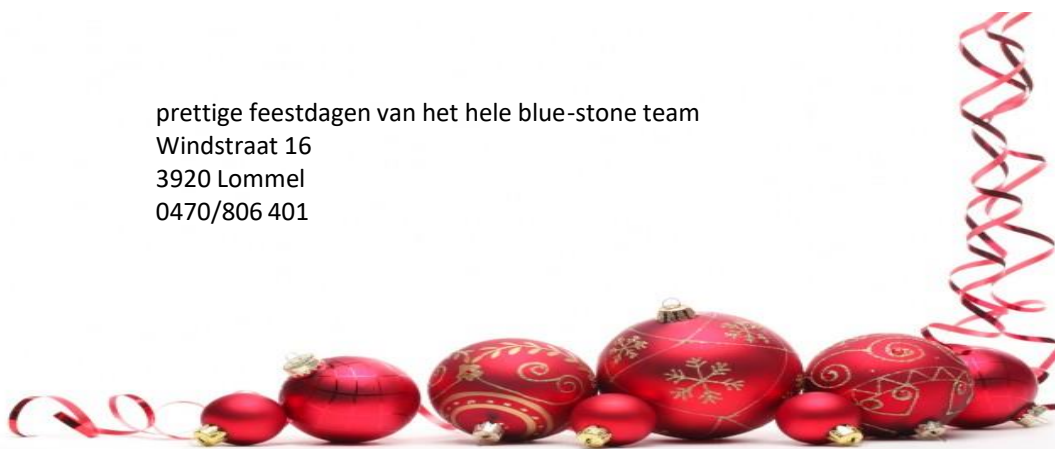 prettige feestdagen van het hele blue-stone team
Windstraat 16
3920 Lommel
0470/806 401